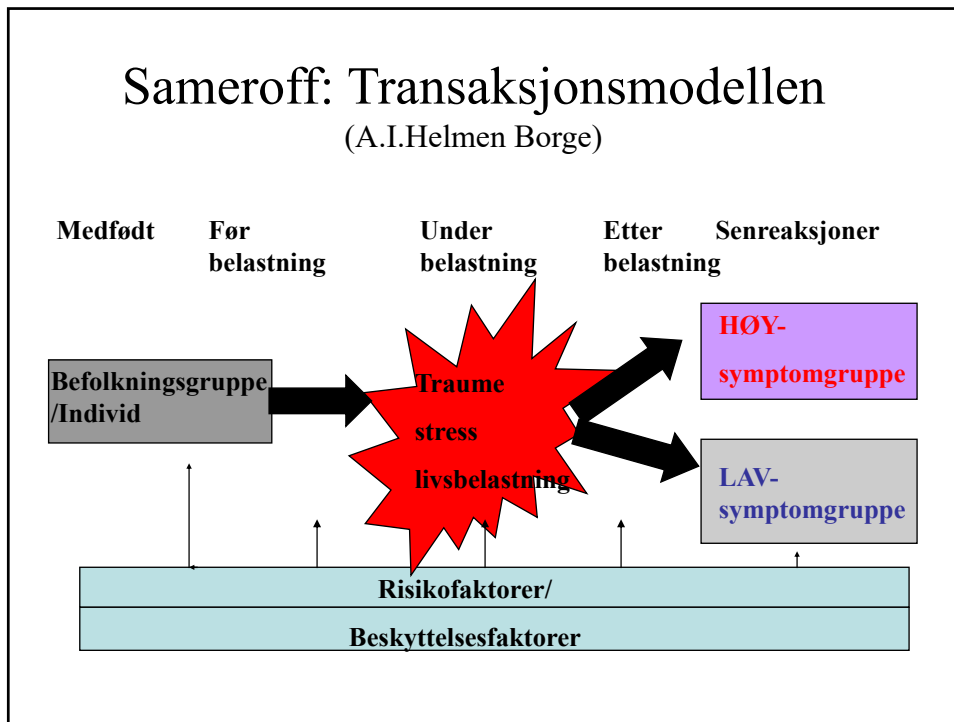 Sameroff: Transaksjonsmodellen
(A.I.Helmen Borge)
Medfødt
Før
belastning
Under
belastning
Etter
belastning
Senreaksjoner
Befolkningsgruppe
/Individ
Traume
stress
livsbelastning
HØY-
symptomgruppe
LAV-
symptomgruppe
Risikofaktorer/
Beskyttelsesfaktorer